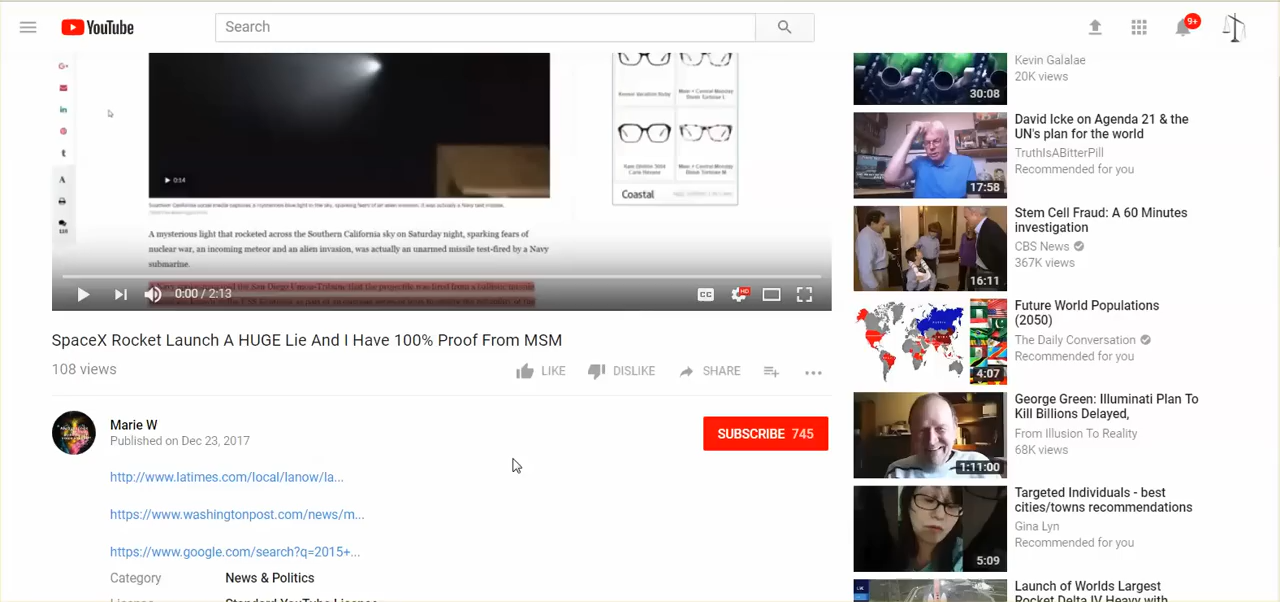 YouTube
Search
9+
G+
in
t
A
0:14
Coastal
A mysterious light that rocketed across the Southern California sky on Saturday night, sparking fears of
nuclear war, an incoming meteor and an alien invasion, was actually an unarmed missile test-fired by a Navy
submarine.
0:00 / 2:13
CC
HD
SpaceX Rocket Launch A HUGE Lie And I Have 100% Proof From MSM
108 views
LIKE
DISLIKE
SHARE
Marie W
Published on Dec 23, 2017
SUBSCRIBE 745
http://www.latimes.com/local/lanow/la...
https://www.washingtonpost.com/news/m...
https://www.google.com/search?q=2015+...
Category
News & Politics
Kevin Galalae
20K views
30:08
David Icke on Agenda 21 & the
UN's plan for the world
TruthIsABitterPill
Recommended for you
17:58
Stem Cell Fraud: A 60 Minutes
investigation
CBS News
367K views
16:11
Future World Populations
(2050)
The Daily Conversation
Recommended for you
4:07
George Green: Illuminati Plan To
Kill Billions Delayed,
From Illusion To Reality
68K views
1:11:00
Targeted Individuals - best
cities/towns recommendations
Gina Lyn
Recommended for you
5:09
Launch of Worlds Largest
Rocket Delta IV Heavy with